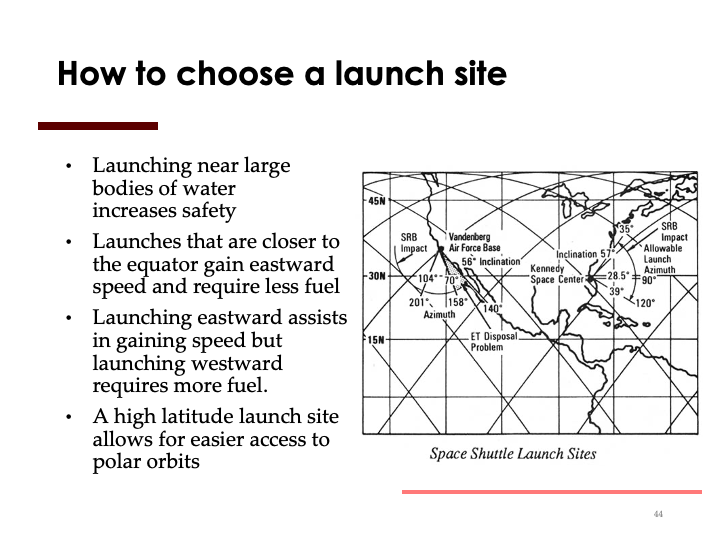 How to choose a launch site
• Launching near large
bodies of water
increases safety
• Launches that are closer to
the equator gain eastward
speed and require less fuel
• Launching eastward assists
in gaining speed but
launching westward
requires more fuel.
• A high latitude launch site
allows for easier access to
polar orbits
45N
30N
15N
SRB
Impact
Vandenberg
Air Force Base
56° Inclination
104°
70°
201°
158°
140°
Azimuth
ET Disposal
Problem
Inclination 57°
Kennedy
Space Center
35°
SRB
Impact
Allowable
Launch
Azimuth
28.5°
90°
39°
120°
Space Shuttle Launch Sites
44